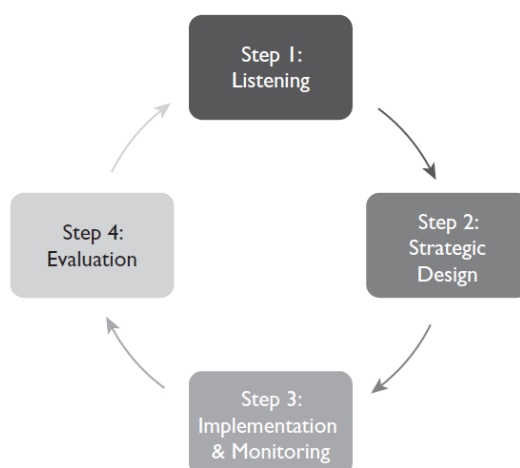 Step 1:
Listening
Step 2:
Strategic
Design
Step 3:
Implementation
& Monitoring
Step 4:
Evaluation